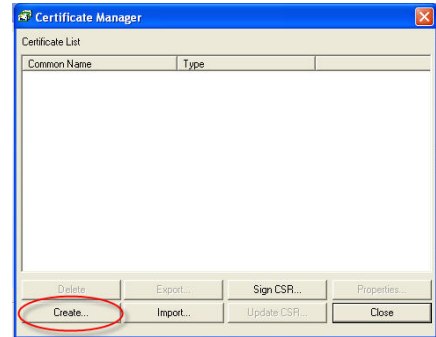 Certificate Manager
Certificate List
Common Name Type
Delete Export... Sign CSR... Properties...
Create... Import... Update CSR... Close